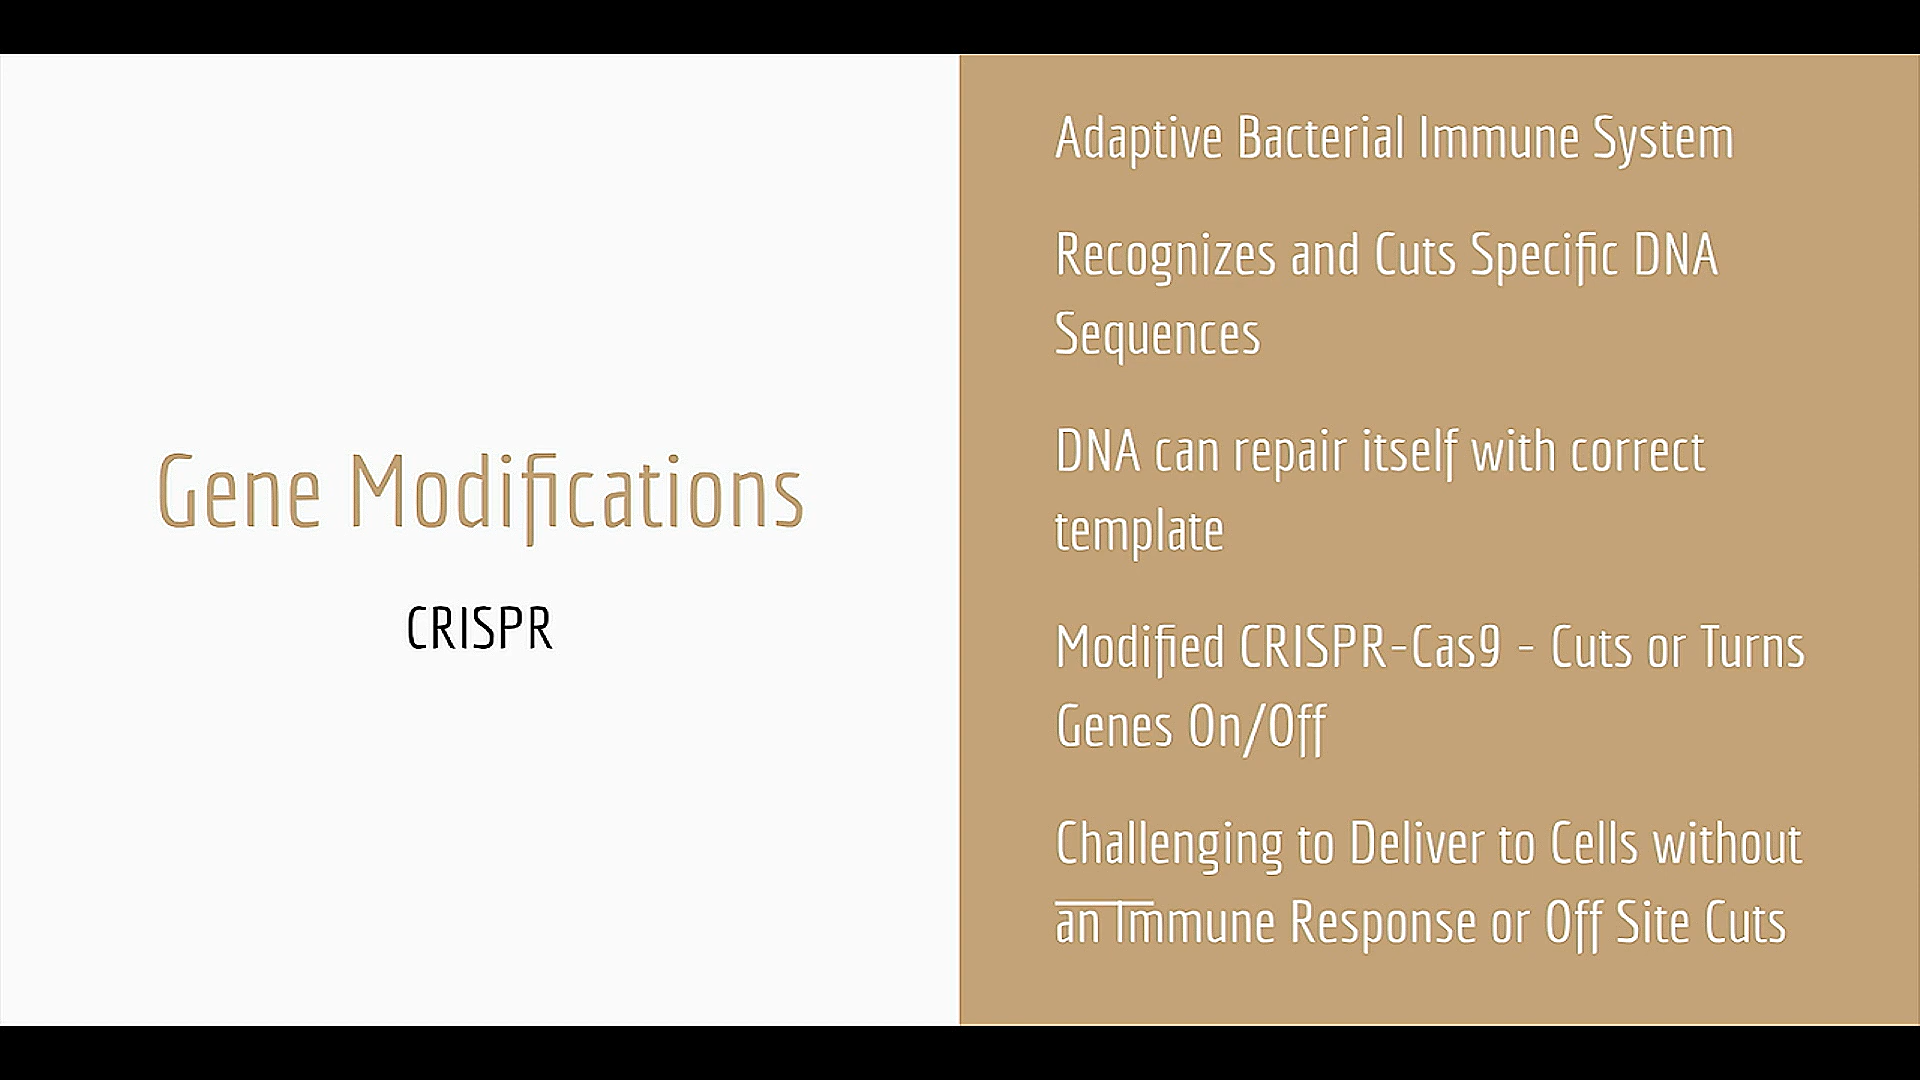 Gene Modifications
CRISPR
Adaptive Bacterial Immune System
Recognizes and Cuts Specific DNA
Sequences
DNA can repair itself with correct
template
Modified CRISPR-Cas9 - Cuts or Turns
Genes On/Off
Challenging to Deliver to Cells without
an Immune Response or Off Site Cuts